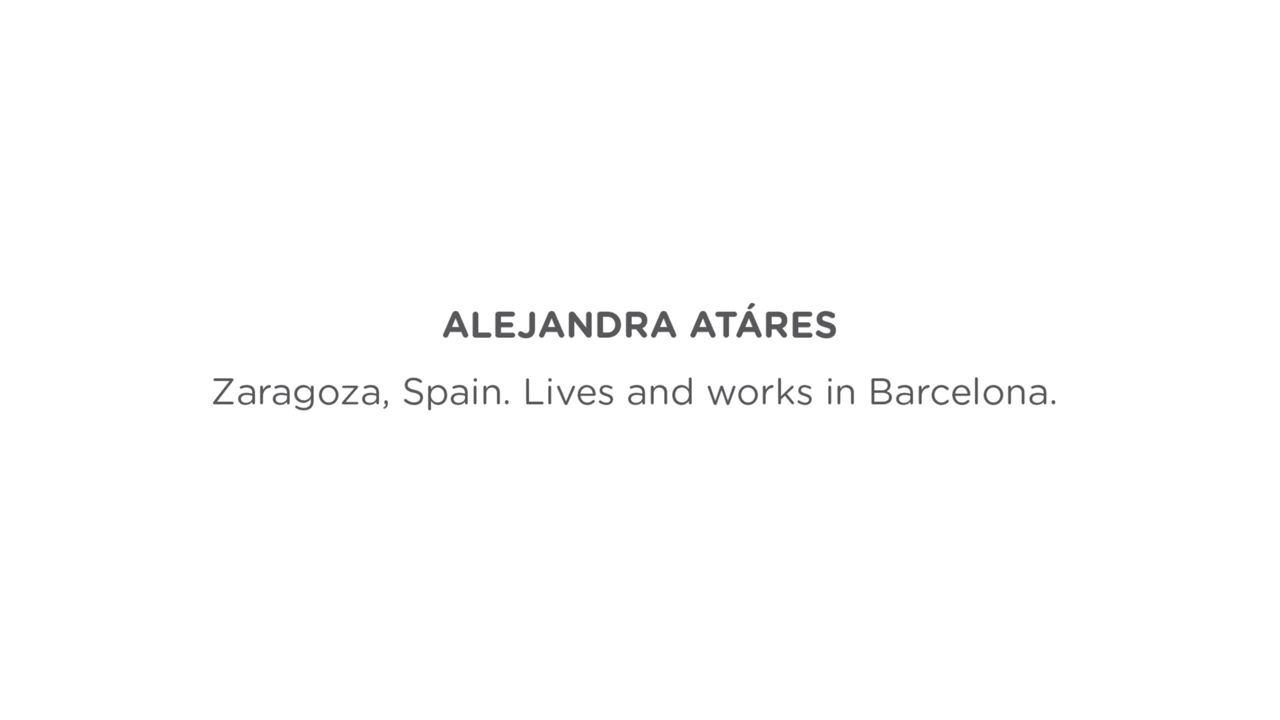 ALEJANDRA ATÁRES
Zaragoza, Spain. Lives and works in Barcelona.